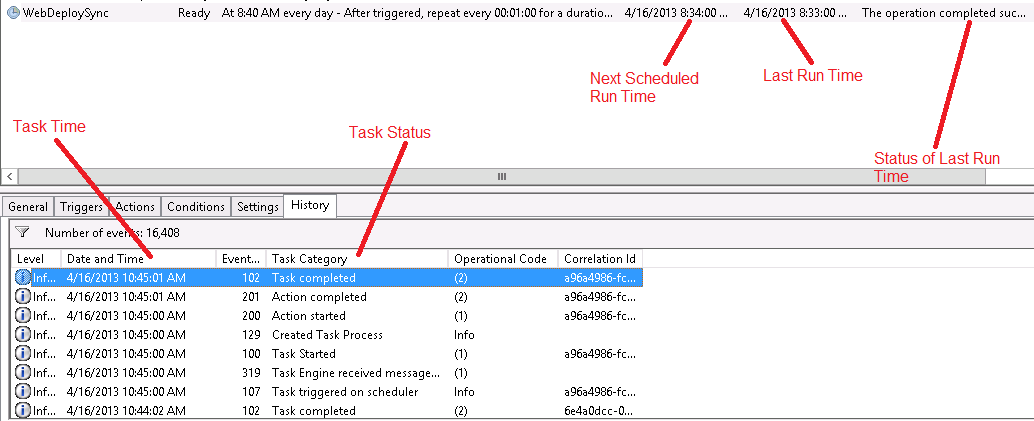 WebDeploySync Ready At 8:40 AM every day - After triggered, repeat every 00:01:00 for a duratio... 4/16/2013 8:34:00 ... 4/16/2013 8:33:00 ... The operation completed suc...
Next Scheduled
Run Time
Last Run Time
Task Time
Task Status
Status of Last Run
Time
General Triggers Actions Conditions Settings History
Number of events: 16,408
Level Date and Time Event... Task Category Operational Code Correlation Id
Inf... 4/16/2013 10:45:01 AM 102 Task completed (2) a96a4986-fc...
Inf... 4/16/2013 10:45:01 AM 201 Action completed (2) a96a4986-fc...
Inf... 4/16/2013 10:45:00 AM 200 Action started (1) a96a4986-fc...
Inf... 4/16/2013 10:45:00 AM 129 Created Task Process Info
Inf... 4/16/2013 10:45:00 AM 100 Task Started (1) a96a4986-fc...
Inf... 4/16/2013 10:45:00 AM 319 Task Engine received message... (1)
Inf... 4/16/2013 10:45:00 AM 107 Task triggered on scheduler Info a96a4986-fc...
Inf... 4/16/2013 10:44:02 AM 102 Task completed (2) 6e4a0dcc-0...